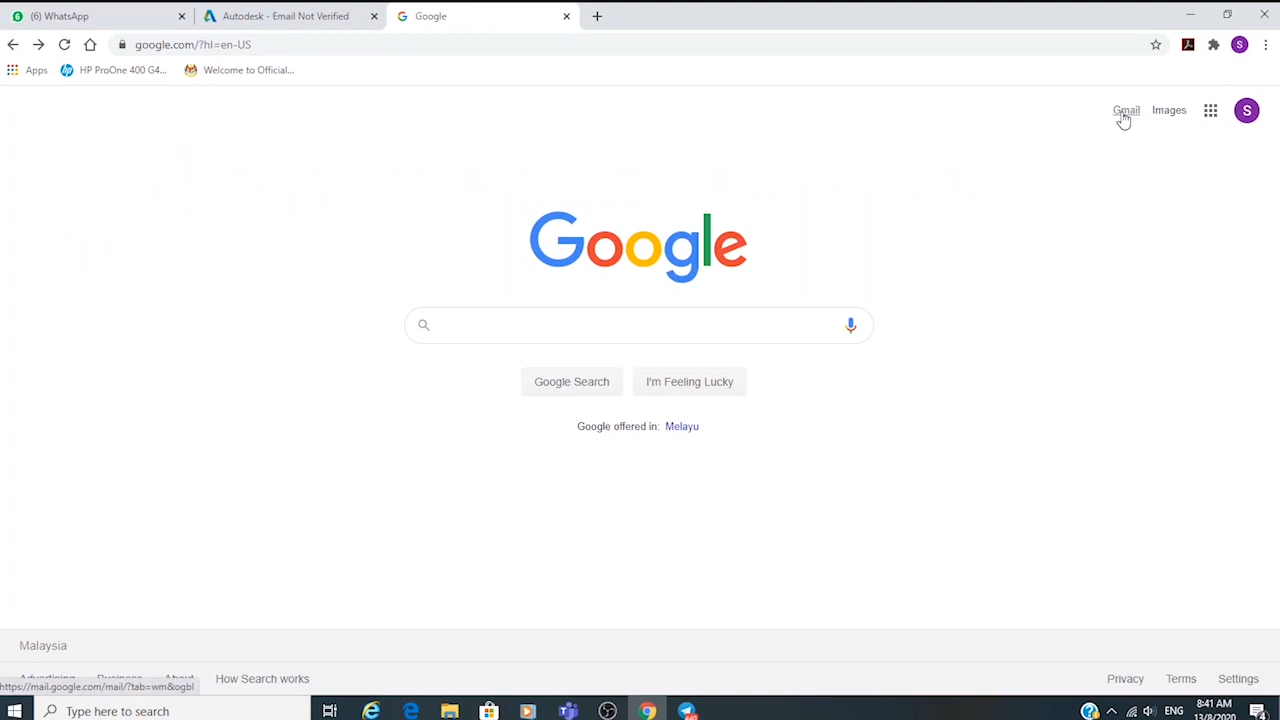 (6) WhatsApp
Autodesk - Email Not Verified
Google
google.com/?hl=en-US
S
Apps
HP ProOne 400 G4...
Welcome to Official...
Gmail
Images
S
Google
Google Search
I'm Feeling Lucky
Google offered in: Melayu
Malaysia
Advertising Business About How Search works
Privacy Terms Settings
https://mail.google.com/mail/?tab=wm&ogbl
Type here to search
ENG
8:41 AM
13/8/2020